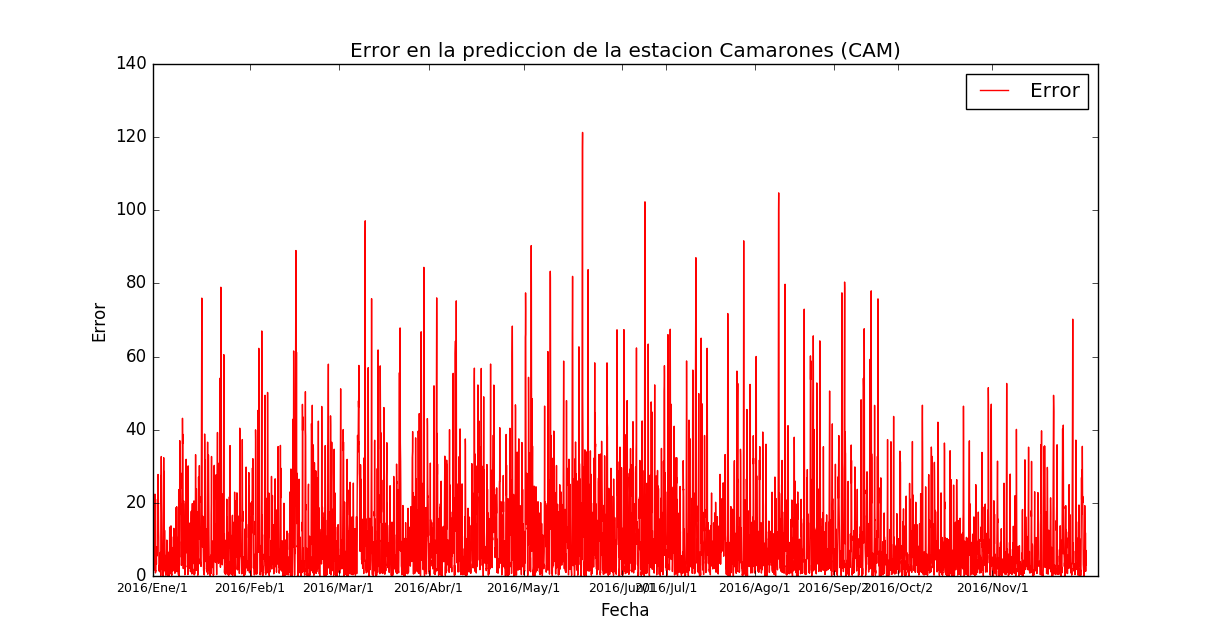 Error en la prediccion de la estacion Camarones (CAM)
140
120
100
80
60
40
20
0
Error
Error
2016/Ene/1 2016/Feb/1 2016/Mar/1 2016/Abr/1 2016/May/1 2016/Jun/1 2016/Jul/1 2016/Ago/1 2016/Sep/2 2016/Oct/2 2016/Nov/1
Fecha